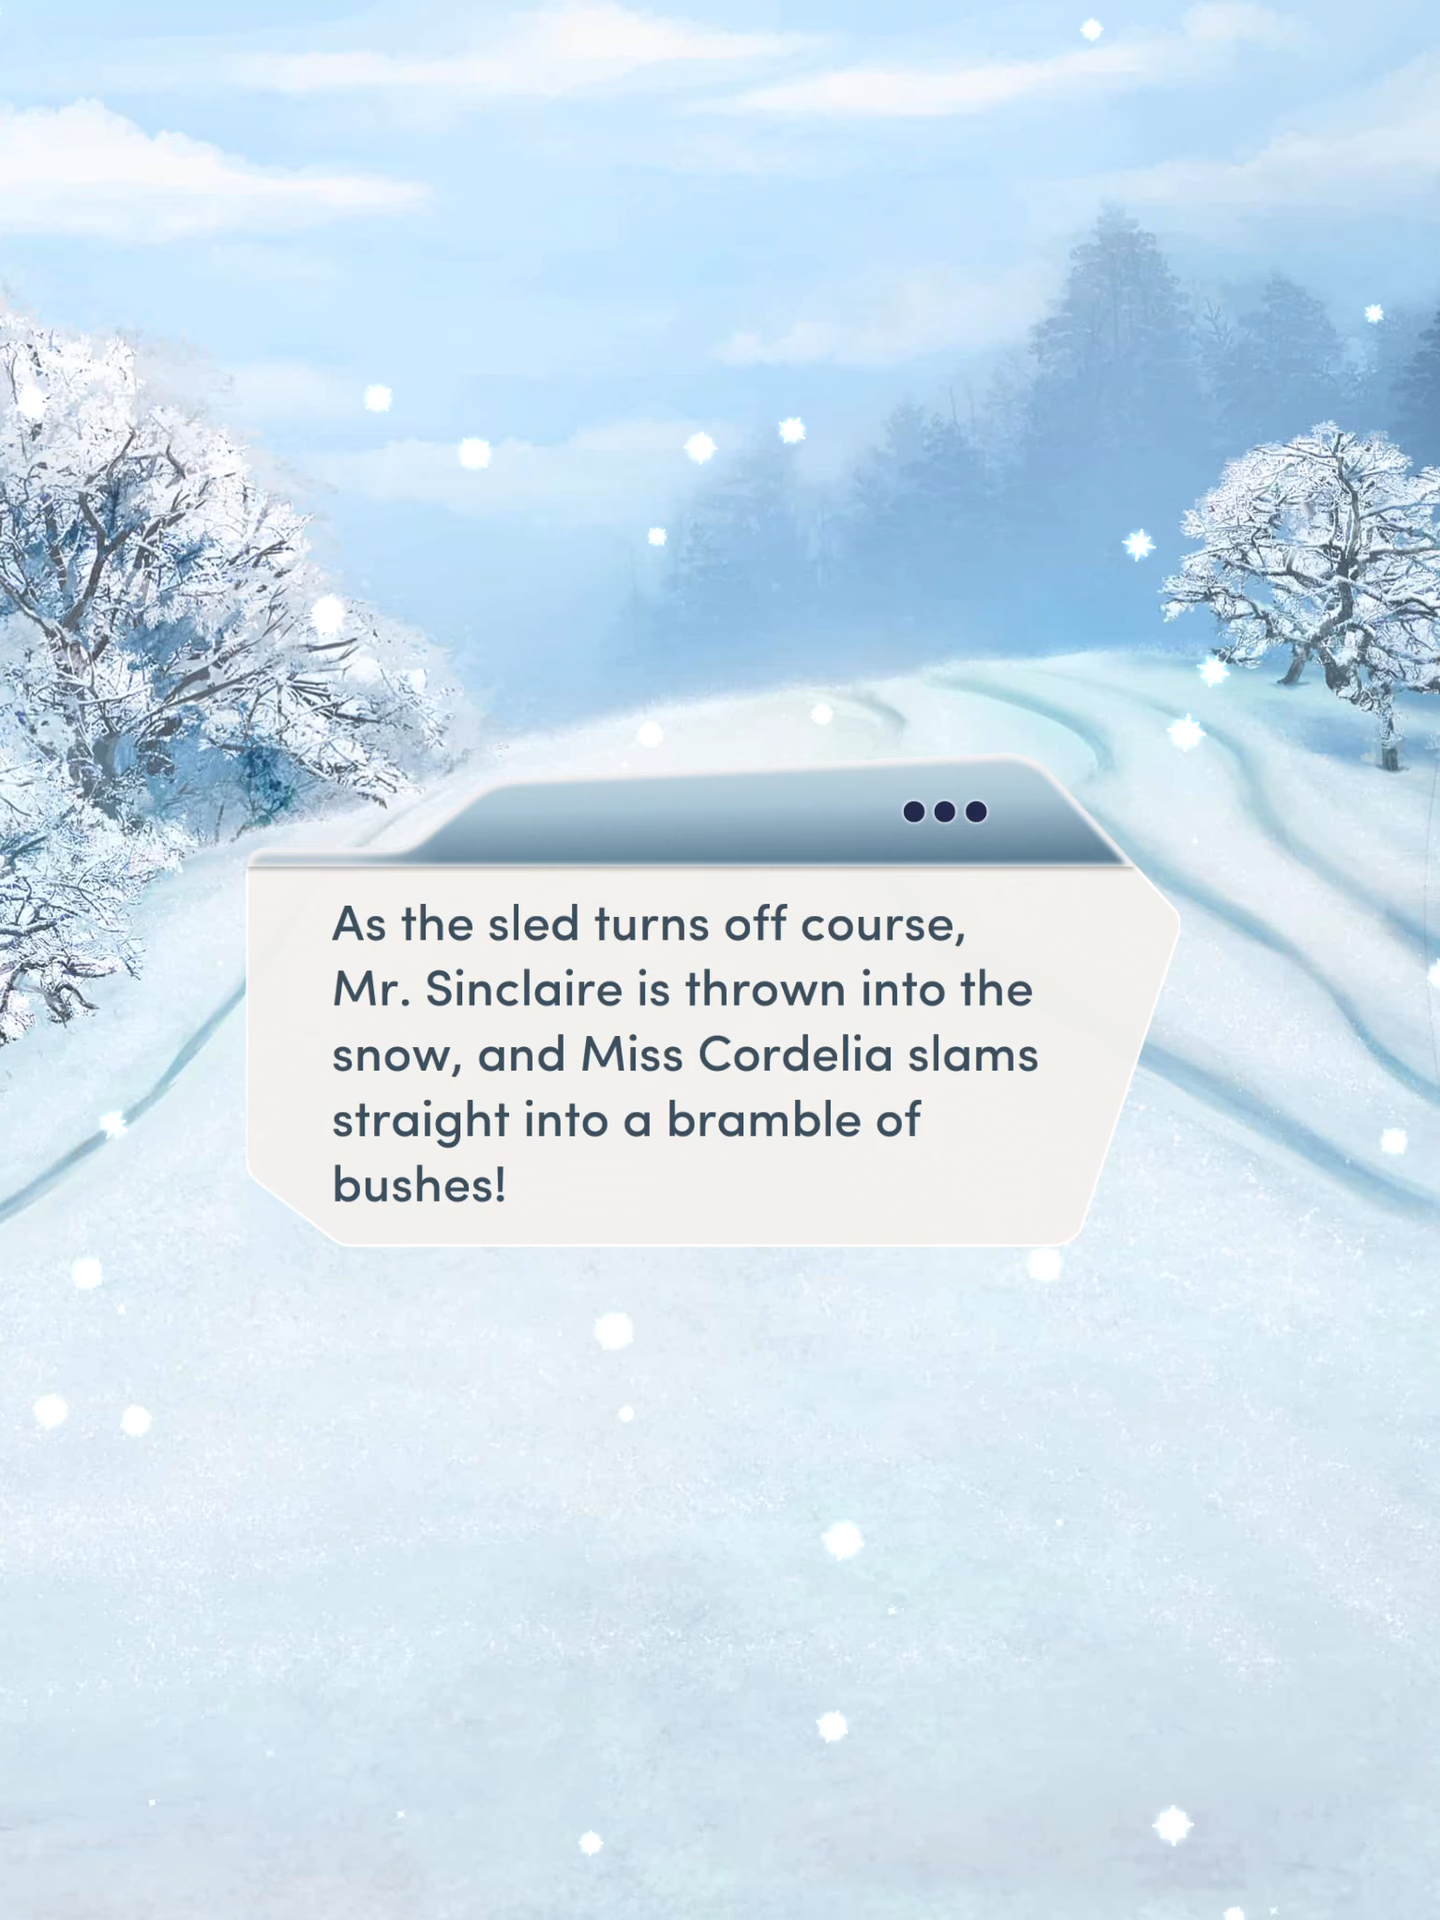 As the sled turns off course,
Mr. Sinclaire is thrown into the
snow, and Miss Cordelia slams
straight into a bramble of
bushes!